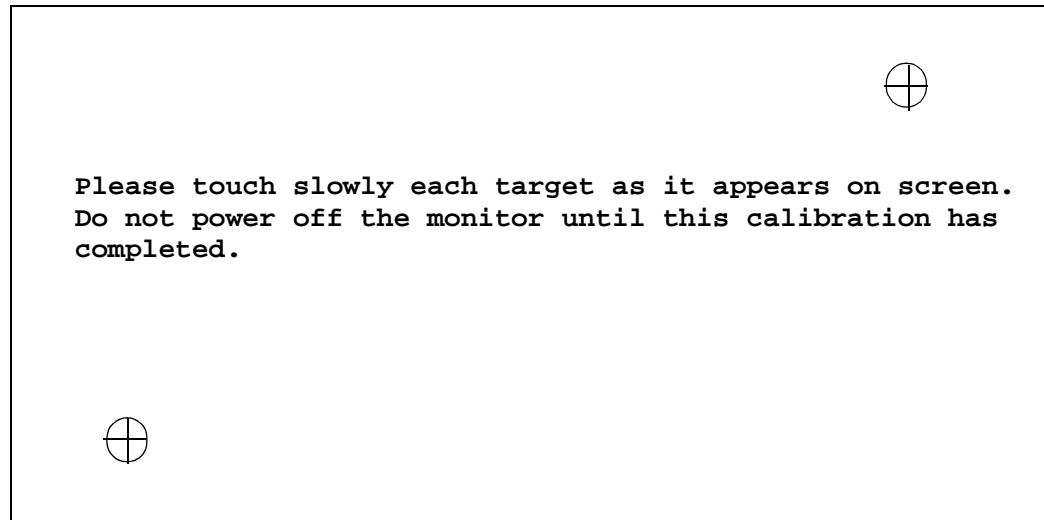 Please touch slowly each target as it appears on screen.
Do not power off the monitor until this calibration has
completed.